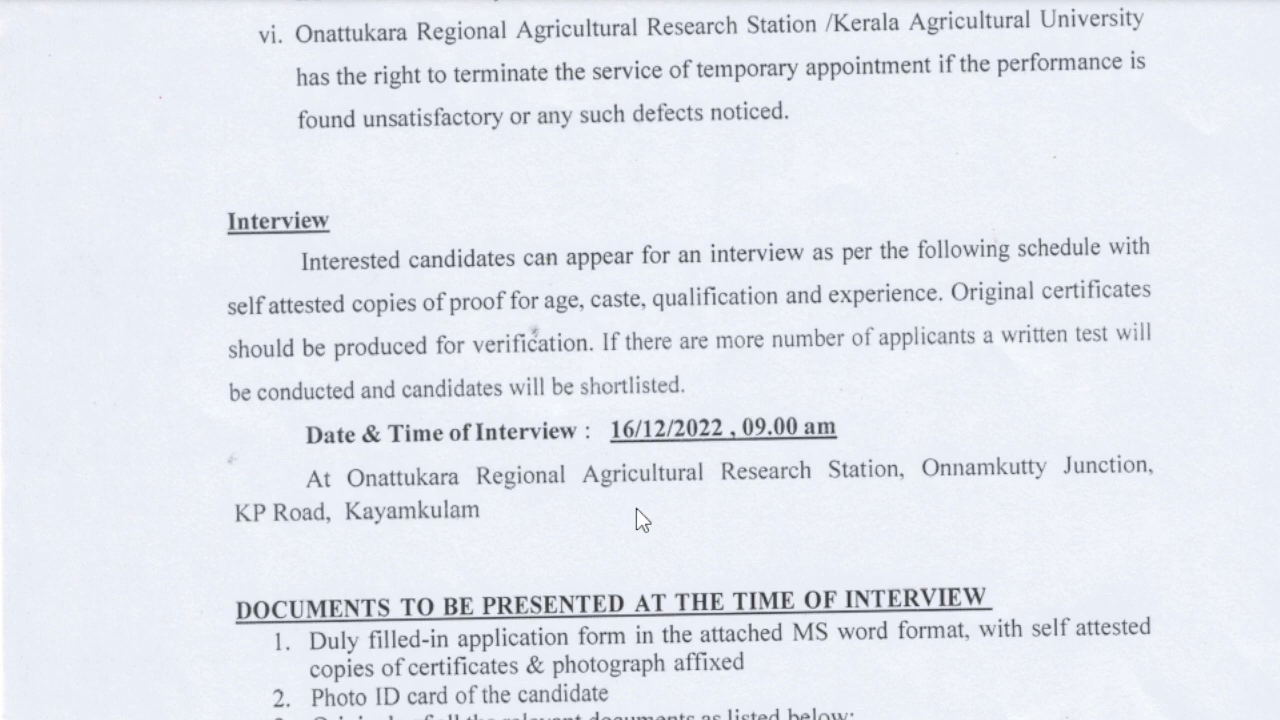 vi. Onattukara Regional Agricultural Research Station /Kerala Agricultural University
has the right to terminate the service of temporary appointment if the performance is
found unsatisfactory or any such defects noticed.
Interview
Interested candidates can appear for an interview as per the following schedule with
self attested copies of proof for age, caste, qualification and experience. Original certificates
should be produced for verification. If there are more number of applicants a written test will
be conducted and candidates will be shortlisted.
Date & Time of Interview : 16/12/2022 , 09.00 am
At Onattukara Regional Agricultural Research Station, Onnamkutty Junction,
KP Road, Kayamkulam
DOCUMENTS TO BE PRESENTED AT THE TIME OF INTERVIEW
1. Duly filled-in application form in the attached MS word format, with self attested
copies of certificates & photograph affixed
2. Photo ID card of the candidate
all the relevant documents as listed below: